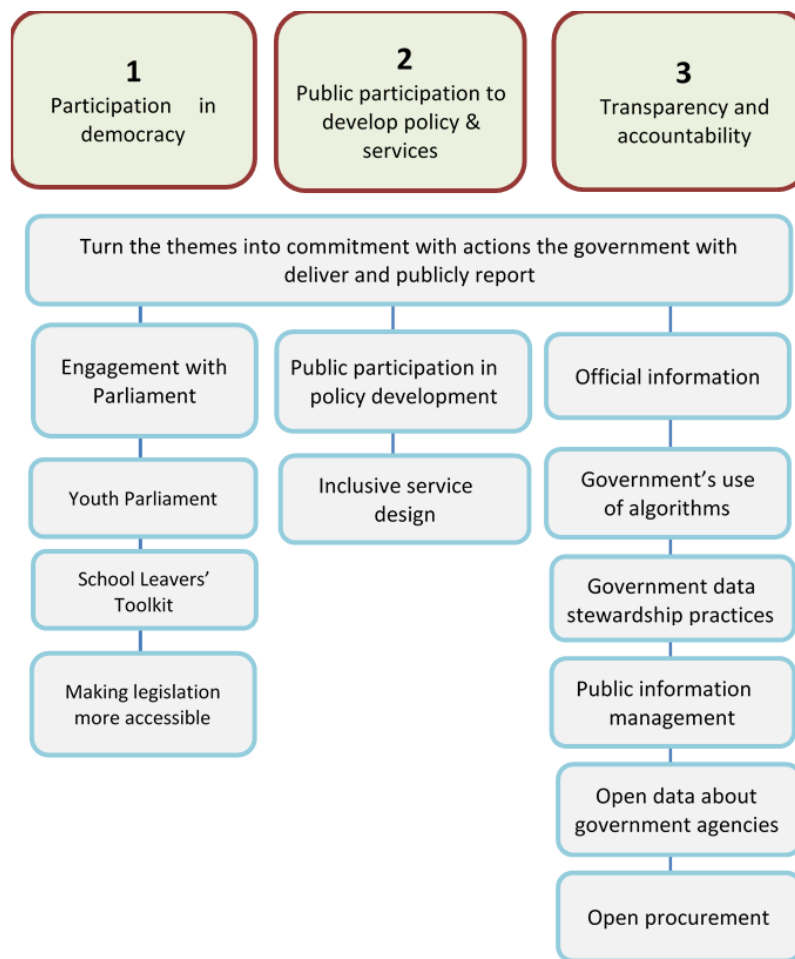 1
Participation in
democracy
2
Public participation to
develop policy &
services
3
Transparency and
accountability
Turn the themes into commitment with actions the government with
deliver and publicly report
Engagement with
Parliament
Youth Parliament
School Leavers’
Toolkit
Making legislation
more accessible
Public participation in
policy development
Inclusive service
design
Official information
Government’s use
of algorithms
Government data
stewardship practices
Public information
management
Open data about
government agencies
Open procurement